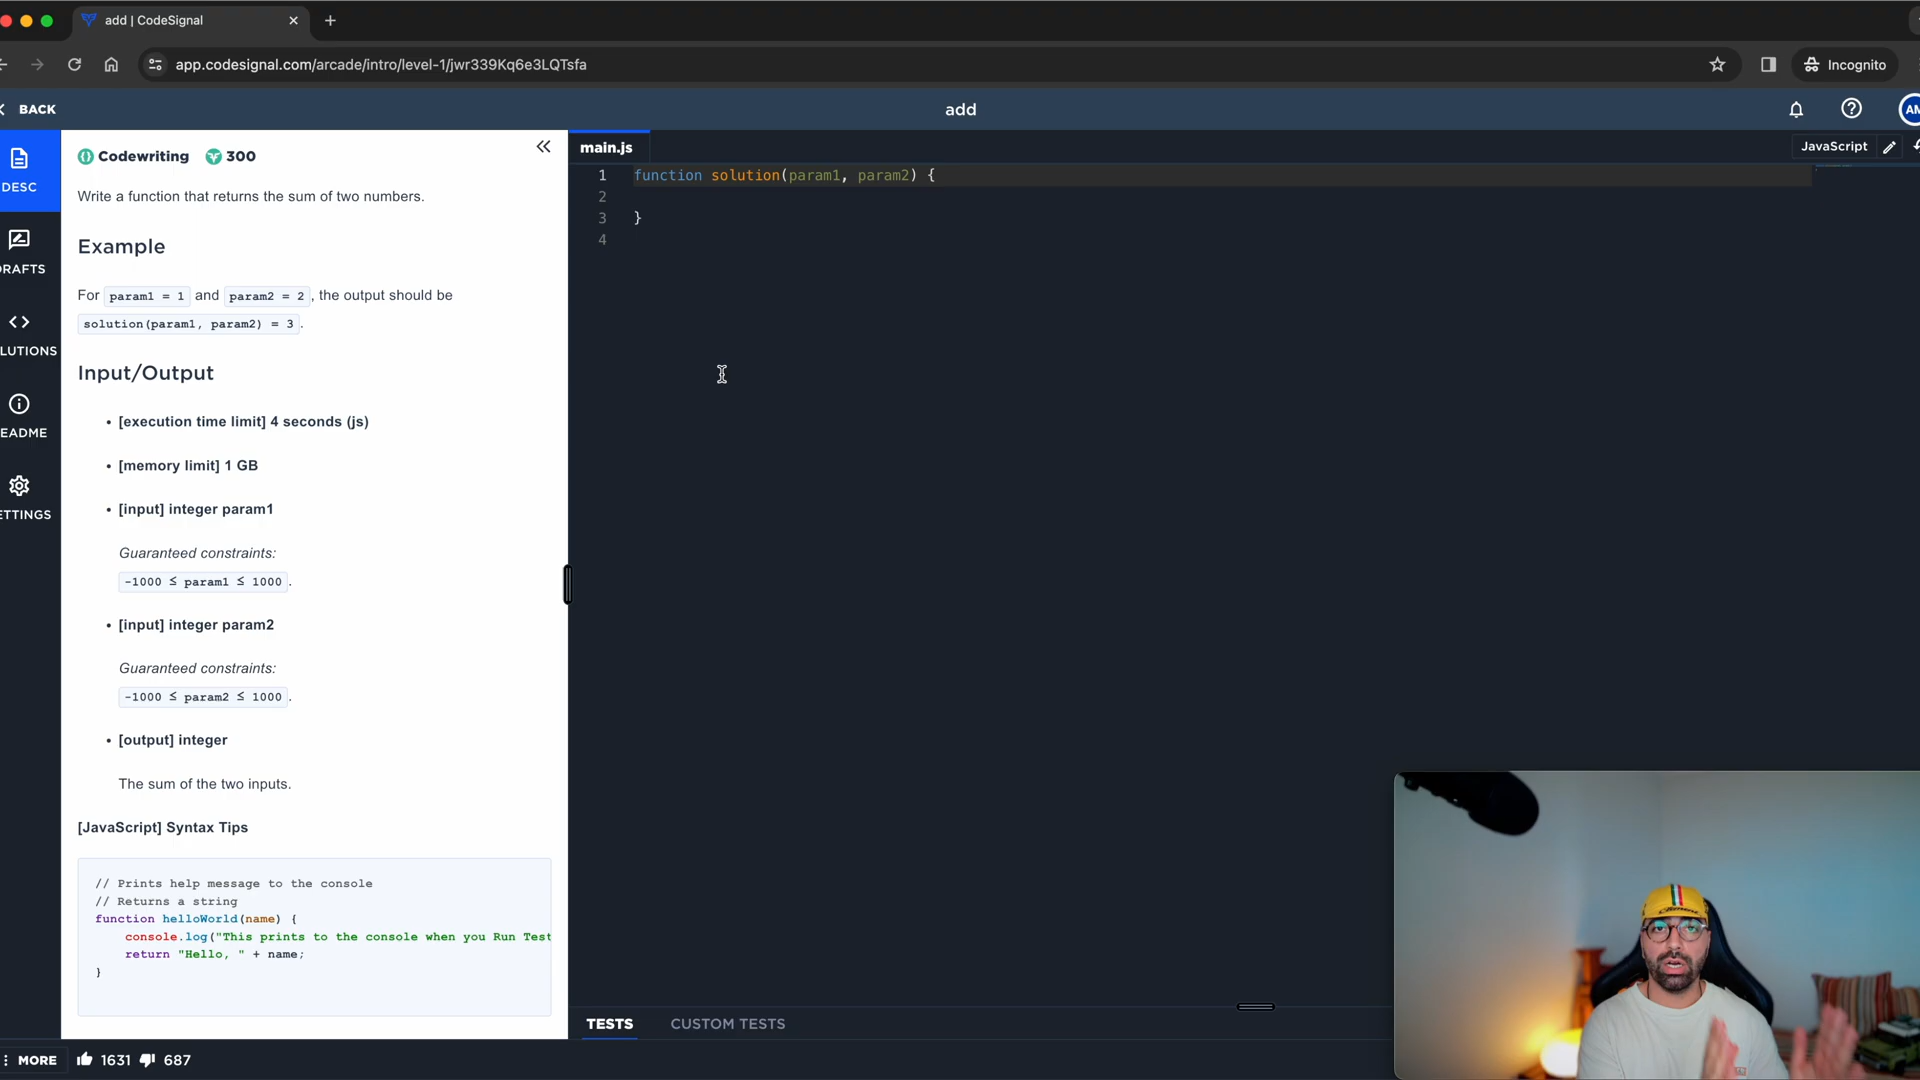 add | CodeSignal
app.codesignal.com/arcade/intro/level-1/jwr339Kq6e3LQTsfa
Incognito
BACK
add
AM
DESC
DRAFTS
LUTIONS
EADME
ETTINGS
MORE
Codewriting 300
Write a function that returns the sum of two numbers.
Example
For param1 = 1 and param2 = 2, the output should be
solution(param1, param2) = 3.
Input/Output
• [execution time limit] 4 seconds (js)
• [memory limit] 1 GB
• [input] integer param1
Guaranteed constraints:
-1000 ≤ param1 ≤ 1000.
• [input] integer param2
Guaranteed constraints:
-1000 ≤ param2 ≤ 1000.
• [output] integer
The sum of the two inputs.
[JavaScript] Syntax Tips
// Prints help message to the console
// Returns a string
function helloWorld(name) {
console.log("This prints to the console when you Run Test
return "Hello, " + name;
}
1631 687
main.js
JavaScript
1 function solution(param1, param2) {
2
3 }
4
TESTS CUSTOM TESTS